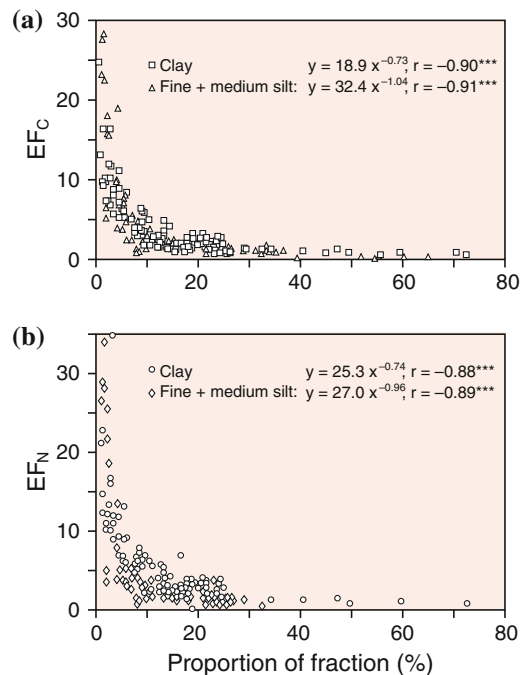 (a)
30
20
10
0
EF_C
Clay y = 18.9 x^−0.73; r = −0.90***
Fine + medium silt: y = 32.4 x^−1.04; r = −0.91***
0 20 40 60 80
(b)
30
20
10
0
EF_N
Clay y = 25.3 x^−0.74; r = −0.88***
Fine + medium silt: y = 27.0 x^−0.96; r = −0.89***
0 20 40 60 80
Proportion of fraction (%)